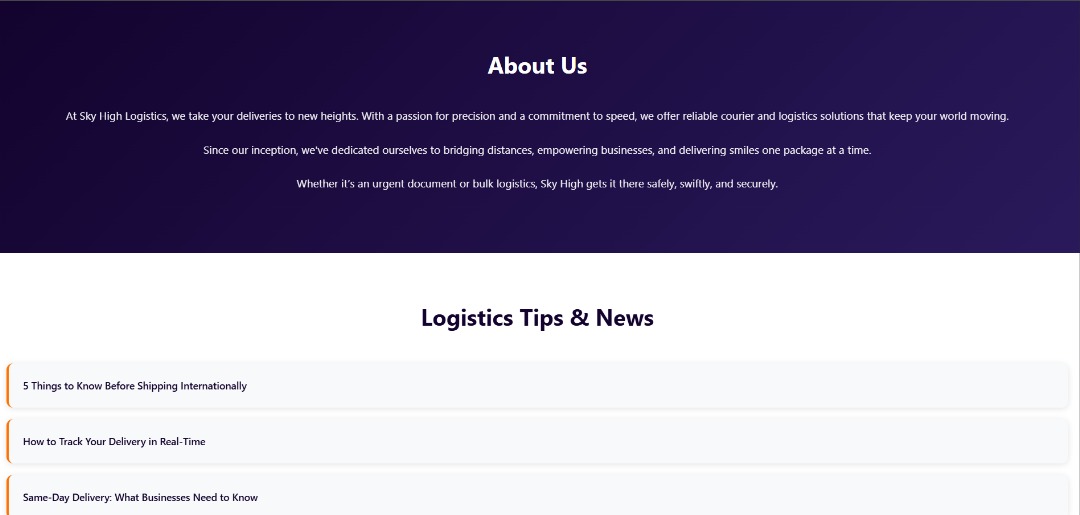 About Us
At Sky High Logistics, we take your deliveries to new heights. With a passion for precision and a commitment to speed, we offer reliable courier and logistics solutions that keep your world moving.
Since our inception, we've dedicated ourselves to bridging distances, empowering businesses, and delivering smiles one package at a time.
Whether it's an urgent document or bulk logistics, Sky High gets it there safely, swiftly, and securely.
Logistics Tips & News
5 Things to Know Before Shipping Internationally
How to Track Your Delivery in Real-Time
Same-Day Delivery: What Businesses Need to Know